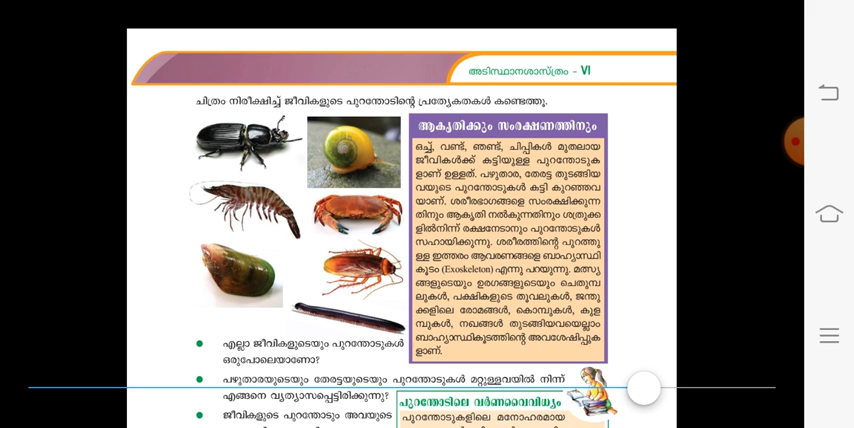 അടിസ്ഥാനശാസ്ത്രം - VI
ചിത്രം നിരീക്ഷിച്ച് ജീവികളുടെ പുറന്തോടിന്റെ പ്രത്യേകതകൾ കണ്ടെത്തൂ.
ആകൃതിക്കും സംരക്ഷണത്തിനും
ഒച്ച്, വണ്ട്, ഞണ്ട്, ചിപ്പികൾ മുതലായ
ജീവികൾക്ക് കട്ടിയുള്ള പുറന്തോടുക
ളാണ് ഉള്ളത്. പഴുതാര, തേരട്ട തുടങ്ങിയ
വയുടെ പുറന്തോടുകൾ കട്ടി കുറഞ്ഞവ
യാണ്. ശരീരഭാഗങ്ങളെ സംരക്ഷിക്കുന്ന
തിനും ആകൃതി നൽകുന്നതിനും ശത്രുക്ക
ളിൽനിന്ന് രക്ഷനേടാനും പുറന്തോടുകൾ
സഹായിക്കുന്നു. ശരീരത്തിന്റെ പുറത്തു
ള്ള ഇത്തരം ആവരണങ്ങളെ ബാഹ്യാസ്ഥി
കൂടം (Exoskeleton) എന്നു പറയുന്നു. മത്സ്യ
ങ്ങളുടെയും ഉരഗങ്ങളുടെയും ചെതുമ്പ
ലുകൾ, പക്ഷികളുടെ തൂവലുകൾ, ജന്തു
ക്കളിലെ രോമങ്ങൾ, കൊമ്പുകൾ, കുള
മ്പുകൾ, നഖങ്ങൾ തുടങ്ങിയവയെല്ലാം
ബാഹ്യാസ്ഥികൂടത്തിന്റെ അവശേഷിപ്പുക
ളാണ്.
● എല്ലാ ജീവികളുടെയും പുറന്തോടുകൾ
ഒരുപോലെയാണോ?
● പഴുതാരയുടെയും തേരട്ടയുടെയും പുറന്തോടുകൾ മറ്റുള്ളവയിൽ നിന്ന്
എങ്ങനെ വ്യത്യാസപ്പെട്ടിരിക്കുന്നു?
● ജീവികളുടെ പുറന്തോടും അവയുടെ
പുറന്തോടിലെ വർണവൈവിധ്യം
പുറന്തോടുകളിലെ മനോഹരമായ